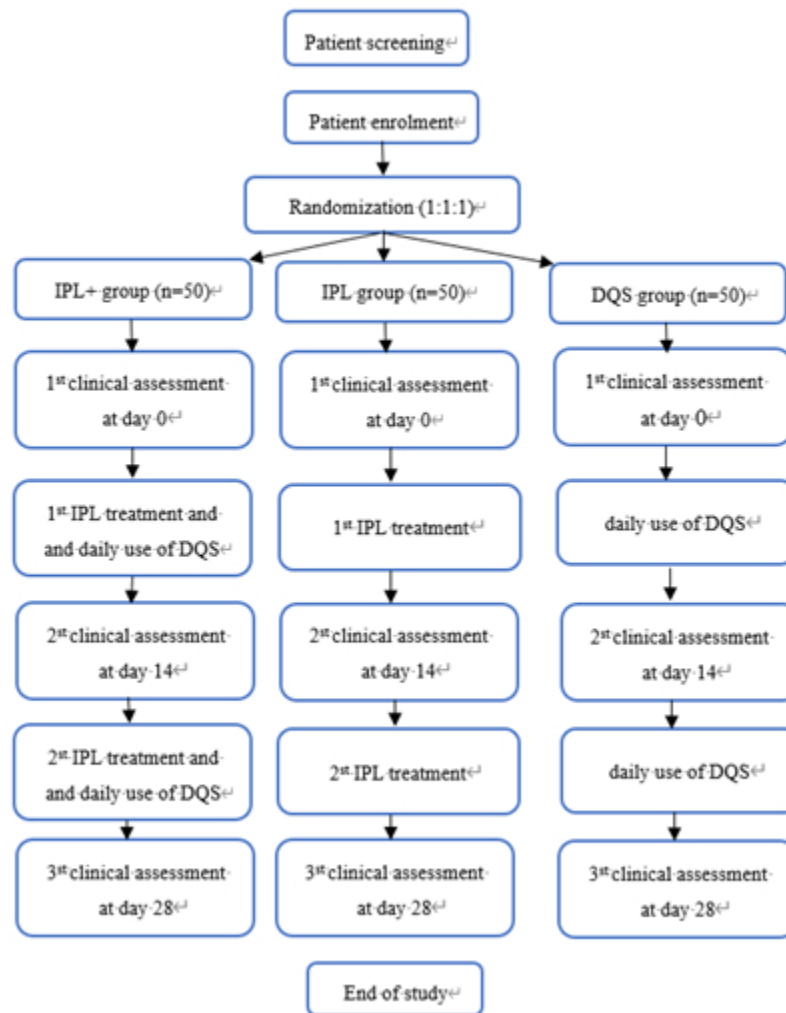 Patient screening↵
Patient enrolment↵
Randomization (1:1:1)↵
IPL+ group (n=50)↵
IPL group (n=50)↵
DQS group (n=50)↵
1st clinical assessment
at day 0↵
1st clinical assessment
at day 0↵
1st clinical assessment
at day 0↵
1st IPL treatment and
and daily use of DQS↵
1st IPL treatment↵
daily use of DQS↵
2st clinical assessment
at day 14↵
2st clinical assessment
at day 14↵
2st clinical assessment
at day 14↵
2st IPL treatment and
and daily use of DQS↵
2st IPL treatment↵
daily use of DQS↵
3st clinical assessment
at day 28↵
3st clinical assessment
at day 28↵
3st clinical assessment
at day 28↵
End of study↵